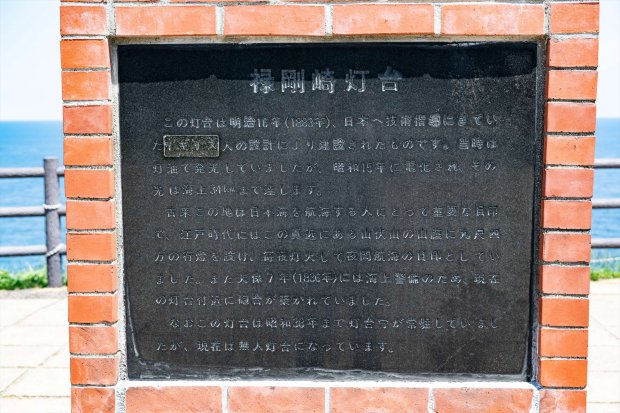 禄剛崎灯台
この灯台は明治16年(1883年)、日本へ技術指導にきてい
た 人の設計により建設されたものです。当時は
灯油で発光していましたが、昭和15年に電化され、その
光は海上34kmまで達します。
古来この地は日本海を航海する人にとって重要な目印
で、江戸時代にはこの真近にある山伏山の山頂に九尺四
方の行燈を設け、毎夜灯火して夜間航海の目印としてい
ました。また天保7年(1836年)には海上警備のため、現在
の灯台付近に砲台が築かれていました。
なおこの灯台は昭和38年まで灯台守が常駐していまし
たが、現在は無人灯台になっています。